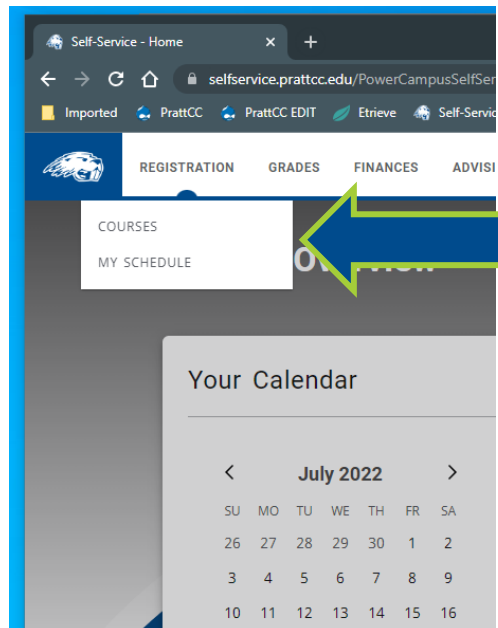 Self-Service - Home
selfservice.prattcc.edu/PowerCampusSelfSer
Imported PrattCC PrattCC EDIT Etrieve Self-Servic
REGISTRATION GRADES FINANCES ADVISI
COURSES
MY SCHEDULE
Your Calendar
July 2022
SU MO TU WE TH FR SA
26 27 28 29 30 1 2
3 4 5 6 7 8 9
10 11 12 13 14 15 16